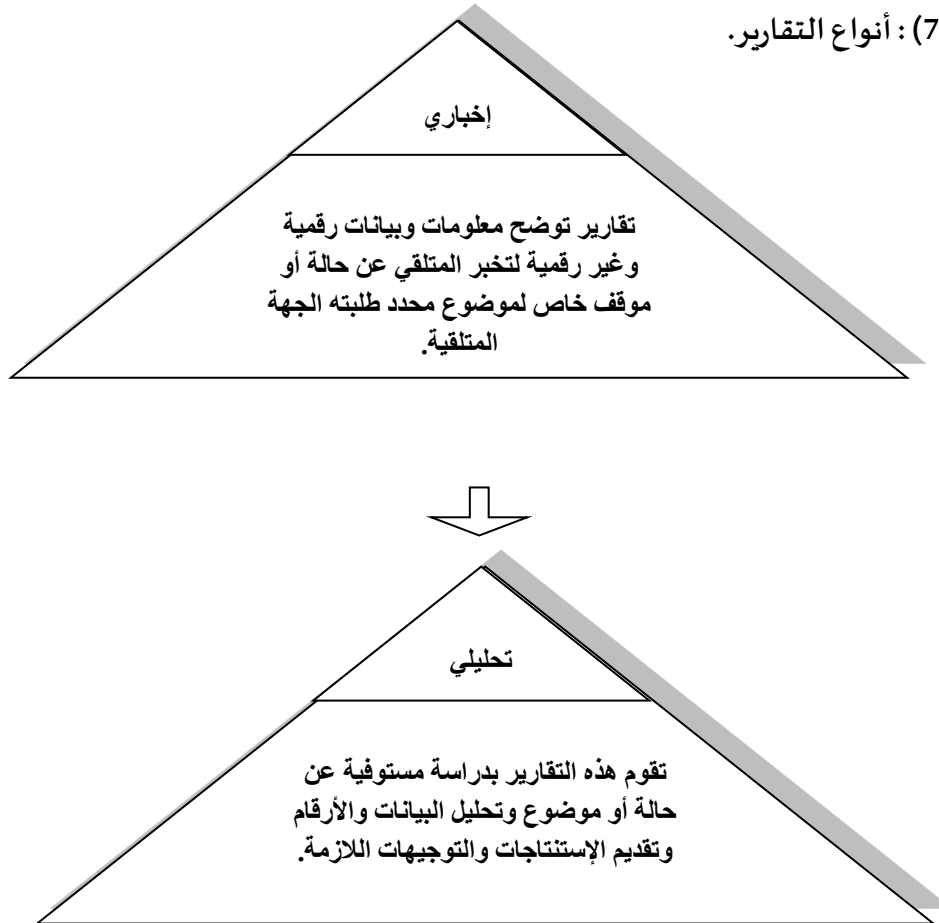 7) : أنواع التقارير.
إخباري
تقارير توضح معلومات وبيانات رقمية
وغير رقمية لتخبر المتلقي عن حالة أو
موقف خاص لموضوع محدد طلبته الجهة
المتلقية.
تحليلي
تقوم هذه التقارير بدراسة مستوفية عن
حالة أو موضوع وتحليل البيانات والأرقام
وتقديم الإستنتاجات والتوجيهات اللازمة.